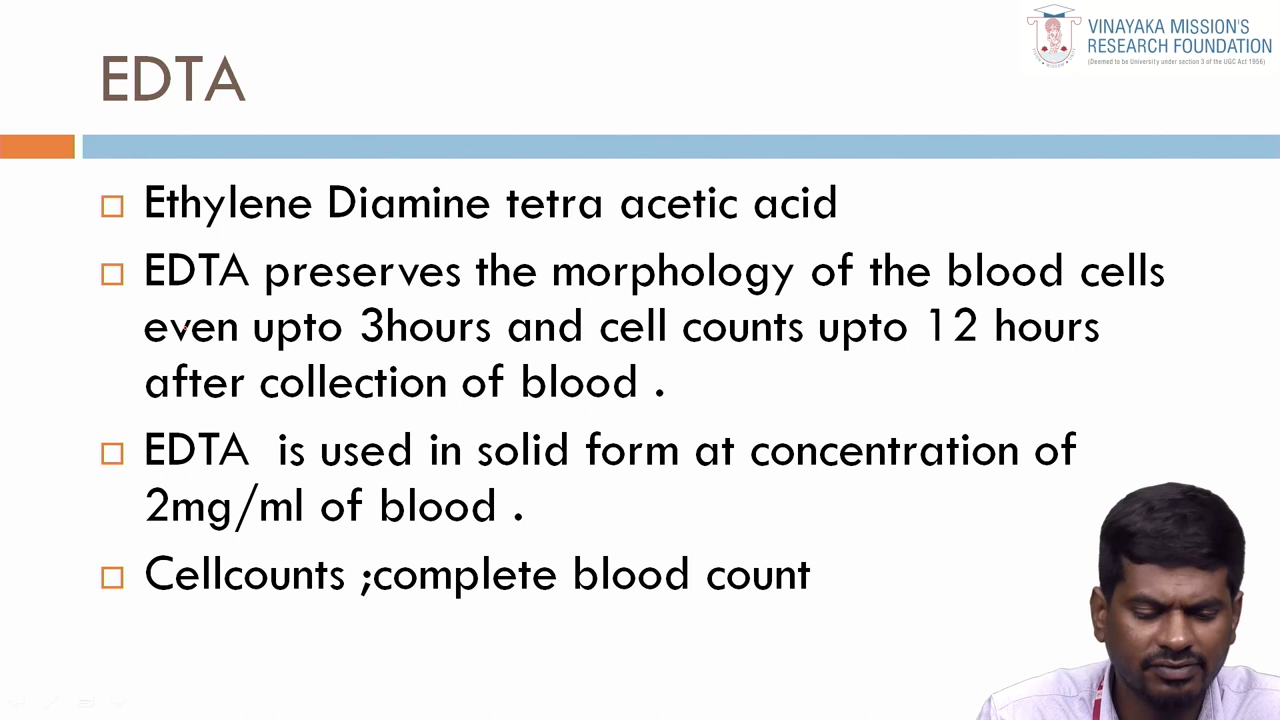 VINAYAKA MISSION'S
RESEARCH FOUNDATION
(Deemed to be University under section 3 of the UGC Act 1956)
EDTA
Ethylene Diamine tetra acetic acid
EDTA preserves the morphology of the blood cells
even upto 3hours and cell counts upto 12 hours
after collection of blood .
EDTA is used in solid form at concentration of
2mg/ml of blood .
Cellcounts ;complete blood count